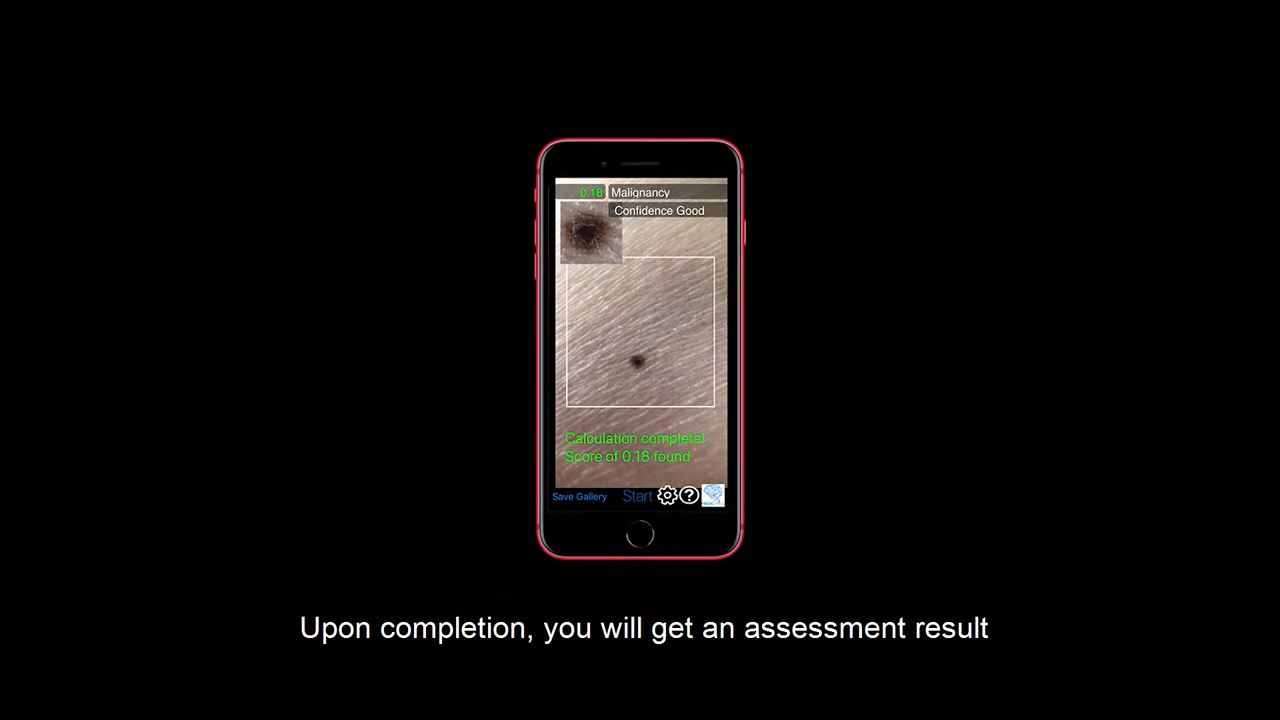 0.18 Malignancy
Confidence Good
Calculation complete!
Score of 0.18 found
Save Gallery Start ?
Upon completion, you will get an assessment result